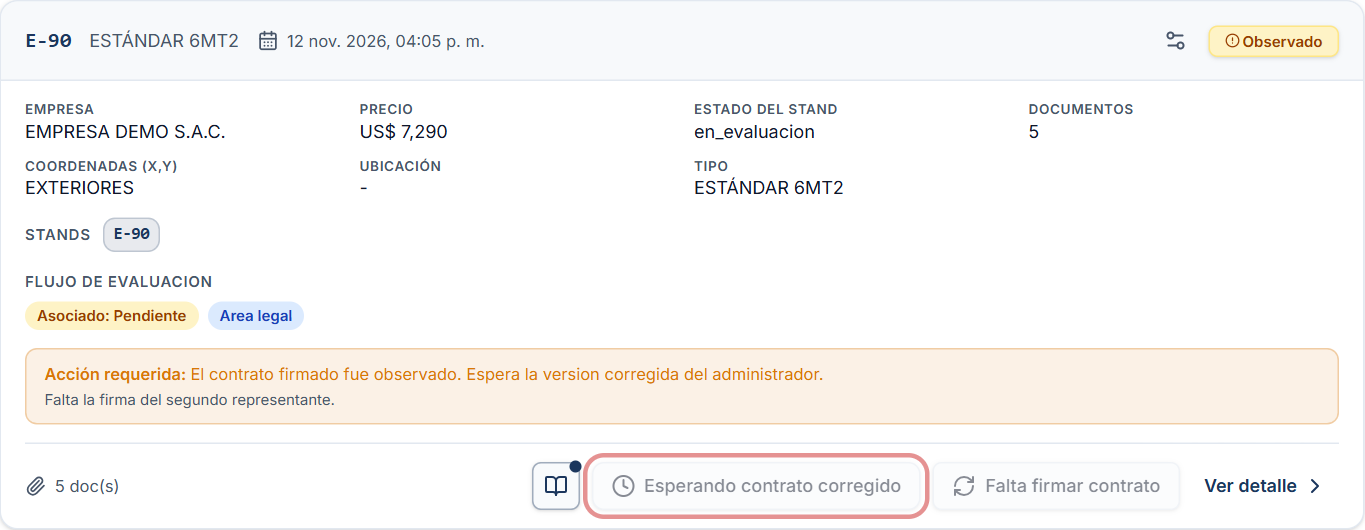 E-90 ESTÁNDAR 6MT2 12 nov. 2026, 04:05 p. m. Observado
EMPRESA PRECIO ESTADO DEL STAND DOCUMENTOS
EMPRESA DEMO S.A.C. US$ 7,290 en_evaluacion 5
COORDENADAS (X,Y) UBICACIÓN TIPO
EXTERIORES - ESTÁNDAR 6MT2
STANDS E-90
FLUJO DE EVALUACION
Asociado: Pendiente Area legal
Acción requerida: El contrato firmado fue observado. Espera la version corregida del administrador.
Falta la firma del segundo representante.
5 doc(s) Esperando contrato corregido Falta firmar contrato Ver detalle